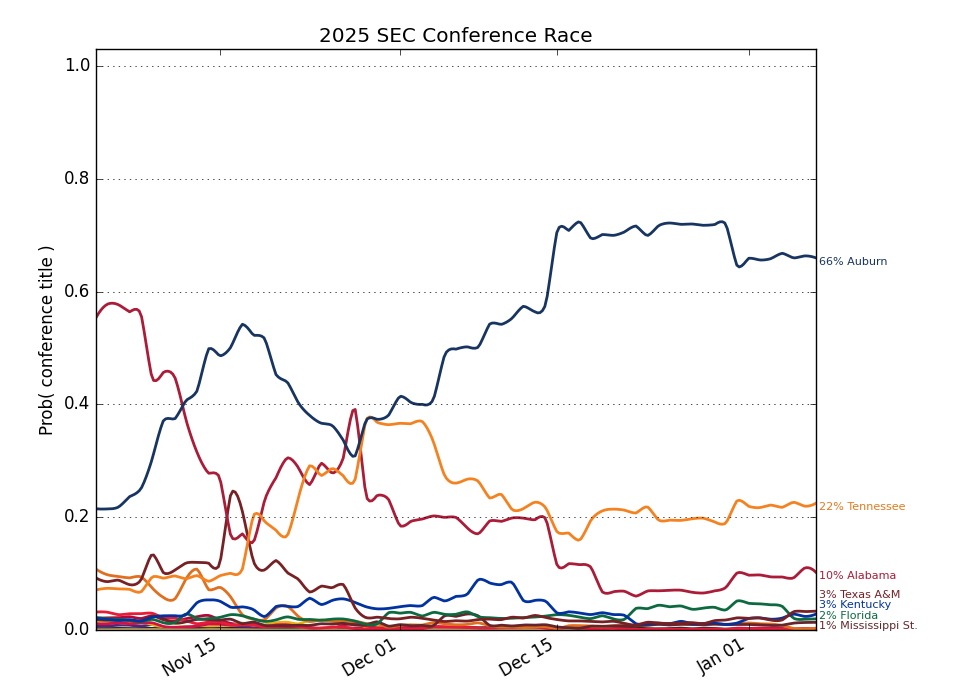 2025 SEC Conference Race
Prob( conference title )
1.0
0.8
0.6
0.4
0.2
0.0
Nov 15
Dec 01
Dec 15
Jan 01
66% Auburn
22% Tennessee
10% Alabama
3% Texas A&M
3% Kentucky
2% Florida
1% Mississippi St.